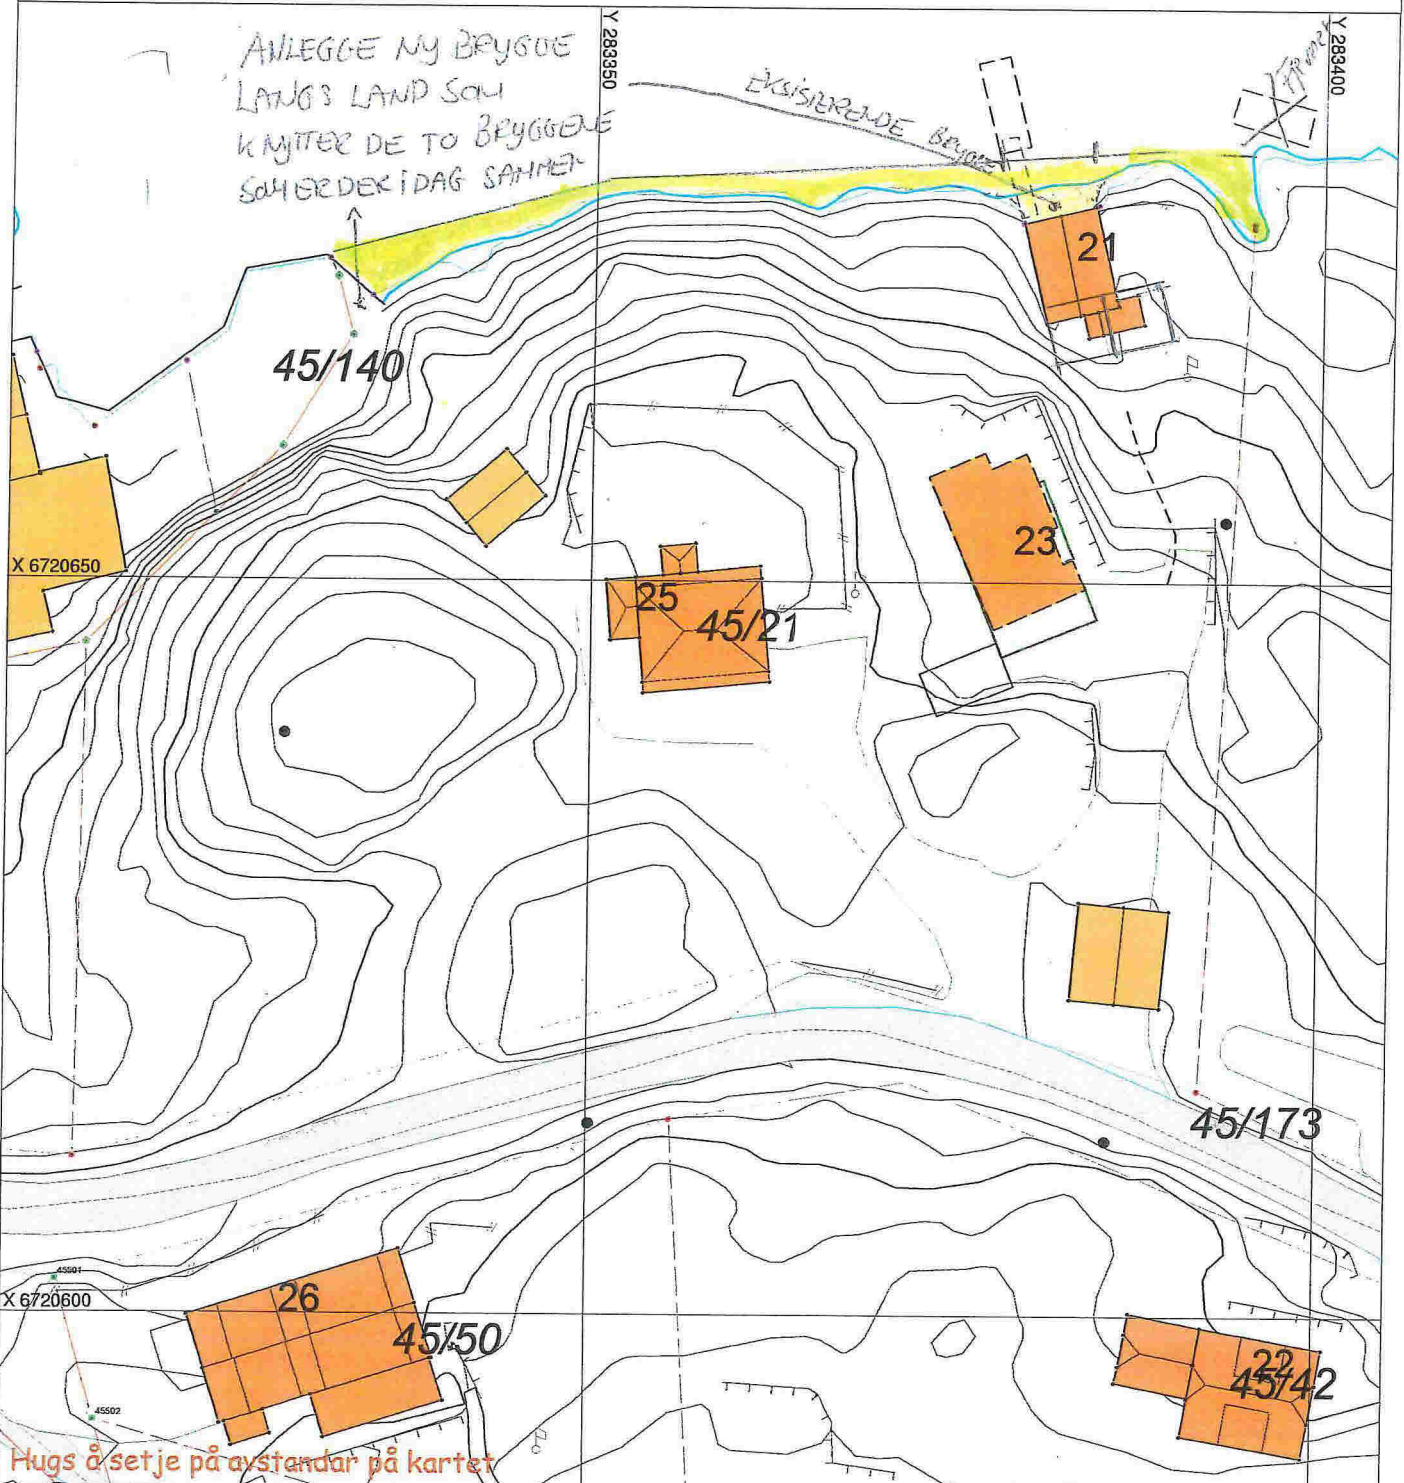 ANLEGGE NY BRYGGE
LANGS LAND SOM
KNYTTER DE TO BRYGGENE
SOM ER DER I DAG SAMMEN
Y 283350
EKSISTERENDE BRYGGE
Y 283400
21
45/140
23
X 6720650
25
45/21
45/173
45501
X 6720600
26
45/50
22
45/42
45502
Hugs å setje på avstandar på kartet